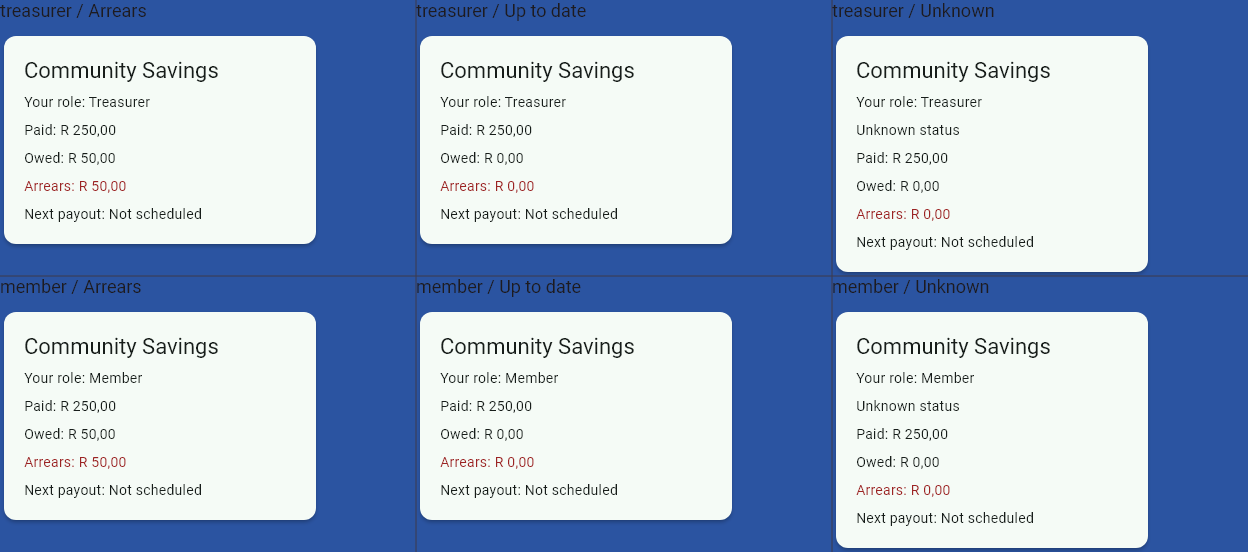 treasurer / Arrears
Community Savings
Your role: Treasurer
Paid: R 250,00
Owed: R 50,00
Arrears: R 50,00
Next payout: Not scheduled
treasurer / Up to date
Community Savings
Your role: Treasurer
Paid: R 250,00
Owed: R 0,00
Arrears: R 0,00
Next payout: Not scheduled
treasurer / Unknown
Community Savings
Your role: Treasurer
Unknown status
Paid: R 250,00
Owed: R 0,00
Arrears: R 0,00
Next payout: Not scheduled
member / Arrears
Community Savings
Your role: Member
Paid: R 250,00
Owed: R 50,00
Arrears: R 50,00
Next payout: Not scheduled
member / Up to date
Community Savings
Your role: Member
Paid: R 250,00
Owed: R 0,00
Arrears: R 0,00
Next payout: Not scheduled
member / Unknown
Community Savings
Your role: Member
Unknown status
Paid: R 250,00
Owed: R 0,00
Arrears: R 0,00
Next payout: Not scheduled